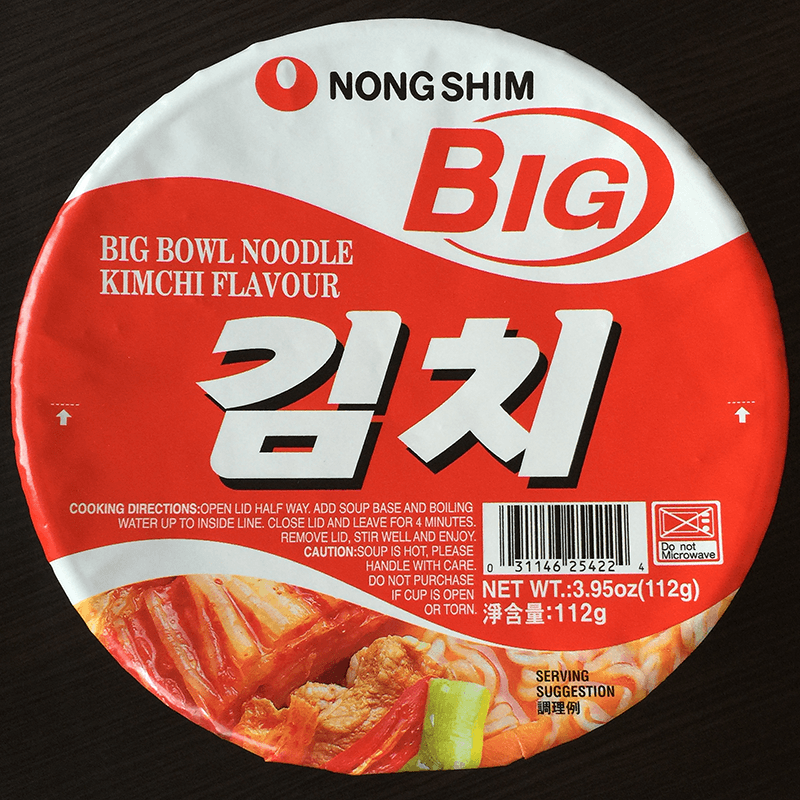 NONGSHIM
BIG
BIG BOWL NOODLE
KIMCHI FLAVOUR
김치
COOKING DIRECTIONS:OPEN LID HALF WAY. ADD SOUP BASE AND BOILING
WATER UP TO INSIDE LINE. CLOSE LID AND LEAVE FOR 4 MINUTES.
REMOVE LID, STIR WELL AND ENJOY.
CAUTION:SOUP IS HOT, PLEASE
HANDLE WITH CARE.
DO NOT PURCHASE
IF CUP IS OPEN
OR TORN.
0 31146 25422 4
Do not
Microwave
NET WT.:3.95oz(112g)
淨含量:112g
SERVING
SUGGESTION
調理例